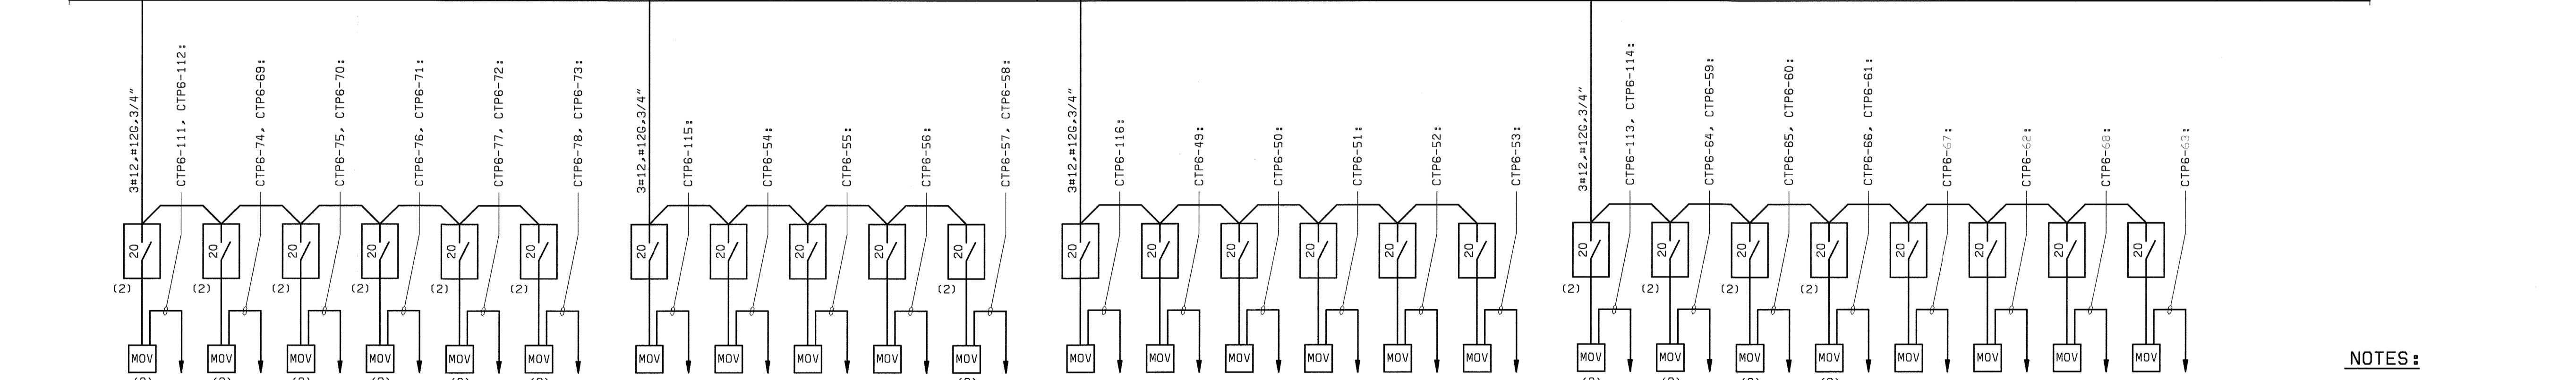 3#12,#12G,3/4"
CTP6-111, CTP6-112:
CTP6-74, CTP6-69:
CTP6-75, CTP6-70:
CTP6-76, CTP6-71:
CTP6-77, CTP6-72:
CTP6-78, CTP6-73:
3#12,#12G,3/4"
CTP6-115:
CTP6-54:
CTP6-55:
CTP6-56:
CTP6-57, CTP6-58:
3#12,#12G,3/4"
CTP6-116:
CTP6-49:
CTP6-50:
CTP6-51:
CTP6-52:
CTP6-53:
3#12,#12G,3/4"
CTP6-113, CTP6-114:
CTP6-64, CTP6-59:
CTP6-65, CTP6-60:
CTP6-66, CTP6-61:
CTP6-67:
CTP6-62:
CTP6-68:
CTP6-63:
20 20 20 20 20 20 20 20 20 20 20 20 20 20 20 20 20 20 20 20 20 20 20 20 20
(2) (2) (2) (2) (2) (2) (2) (2) (2) (2) (2)
MOV MOV MOV MOV MOV MOV MOV MOV MOV MOV MOV MOV MOV MOV MOV MOV MOV MOV MOV MOV MOV MOV MOV MOV MOV
NOTES: